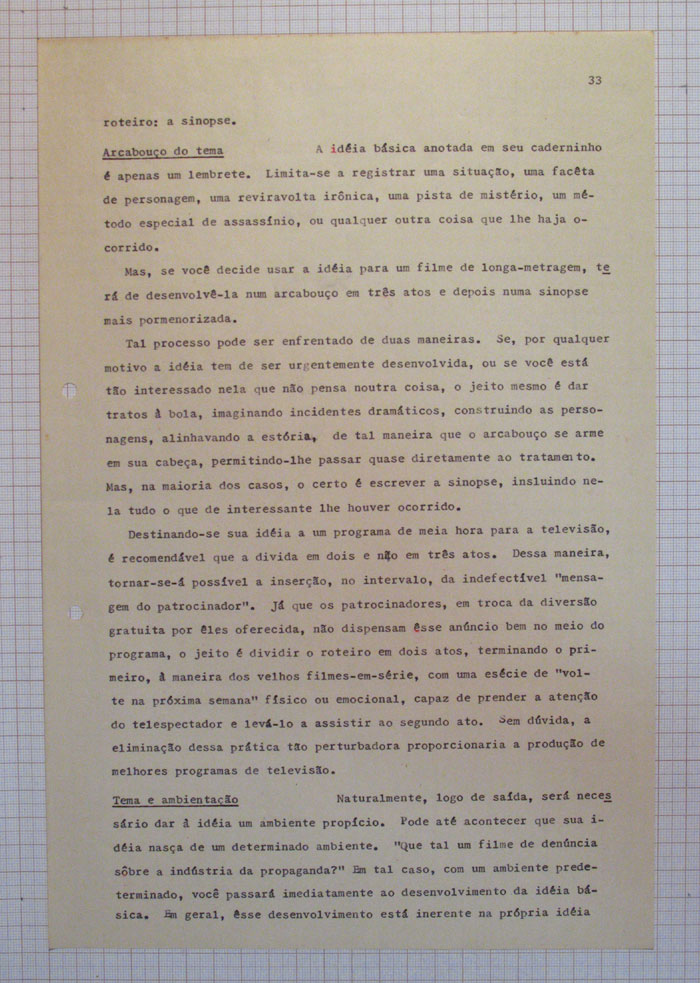 33
roteiro: a sinopse.
Arcabouço do tema A idéia básica anotada em seu caderninho
é apenas um lembrete. Limita-se a registrar uma situação, uma facêta
de personagem, uma reviravolta irônica, uma pista de mistério, um mé-
todo especial de assassínio, ou qualquer outra coisa que lhe haja o-
corrido.
Mas, se você decide usar a idéia para um filme de longa-metragem, te
rá de desenvolvê-la num arcabouço em três atos e depois numa sinopse
mais pormenorizada.
Tal processo pode ser enfrentado de duas maneiras. Se, por qualquer
motivo a idéia tem de ser urgentemente desenvolvida, ou se você está
tão interessado nela que não pensa noutra coisa, o jeito mesmo é dar
tratos à bola, imaginando incidentes dramáticos, construindo as perso-
nagens, alinhavando a estória, de tal maneira que o arcabouço se arme
em sua cabeça, permitindo-lhe passar quase diretamente ao tratamento.
Mas, na maioria dos casos, o certo é escrever a sinopse, insluindo ne-
la tudo o que de interessante lhe houver ocorrido.
Destinando-se sua idéia a um programa de meia hora para a televisão,
é recomendável que a divida em dois e não em três atos. Dessa maneira,
tornar-se-á possível a inserção, no intervalo, da indefectível "mensa-
gem do patrocinador". Já que os patrocinadores, em troca da diversão
gratuita por êles oferecida, não dispensam êsse anúncio bem no meio do
programa, o jeito é dividir o roteiro em dois atos, terminando o pri-
meiro, à maneira dos velhos filmes-em-série, com uma esécie de "vol-
te na próxima semana" físico ou emocional, capaz de prender a atenção
do telespectador e levá-lo a assistir ao segundo ato. Sem dúvida, a
eliminação dessa prática tão perturbadora proporcionaria a produção de
melhores programas de televisão.
Tema e ambientação Naturalmente, logo de saída, será neces
sário dar à idéia um ambiente propício. Pode até acontecer que sua i-
déia nasça de um determinado ambiente. "Que tal um filme de denúncia
sôbre a indústria da propaganda?" Em tal caso, com um ambiente prede-
terminado, você passará imediatamente ao desenvolvimento da idéia bá-
sica. Em geral, êsse desenvolvimento está inerente na própria idéia